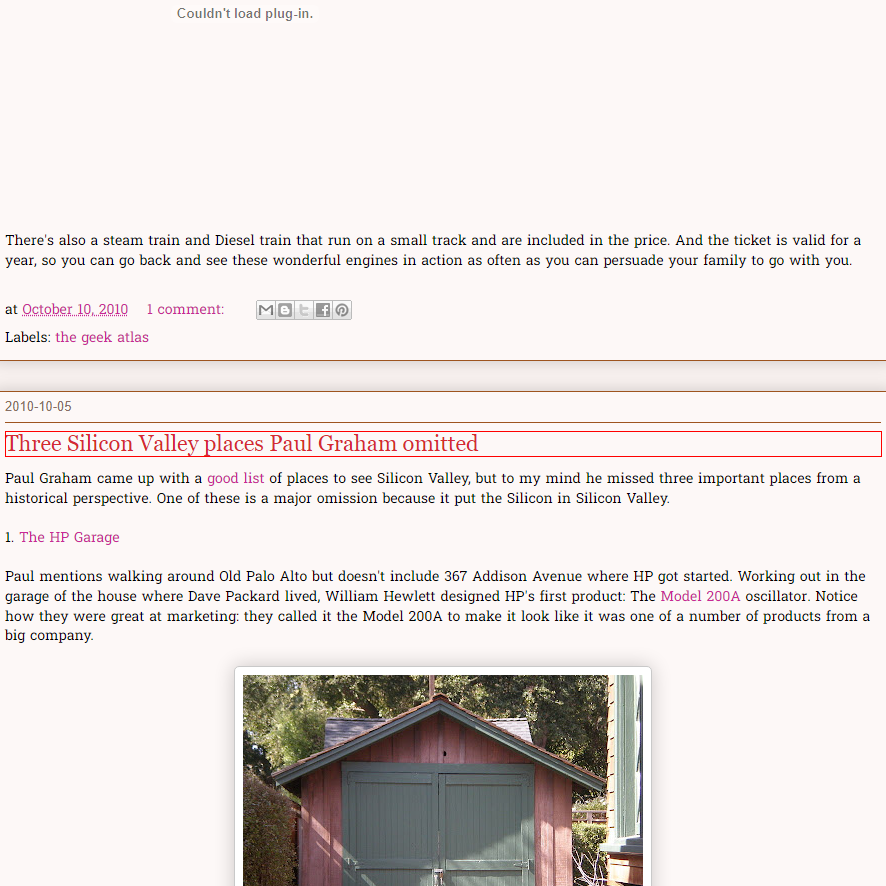 Couldn't load plug-in.
There's also a steam train and Diesel train that run on a small track and are included in the price. And the ticket is valid for a
year, so you can go back and see these wonderful engines in action as often as you can persuade your family to go with you.
at October 10, 2010 1 comment:
Labels: the geek atlas
2010-10-05
Three Silicon Valley places Paul Graham omitted
Paul Graham came up with a good list of places to see Silicon Valley, but to my mind he missed three important places from a
historical perspective. One of these is a major omission because it put the Silicon in Silicon Valley.
1. The HP Garage
Paul mentions walking around Old Palo Alto but doesn't include 367 Addison Avenue where HP got started. Working out in the
garage of the house where Dave Packard lived, William Hewlett designed HP's first product: The Model 200A oscillator. Notice
how they were great at marketing: they called it the Model 200A to make it look like it was one of a number of products from a
big company.